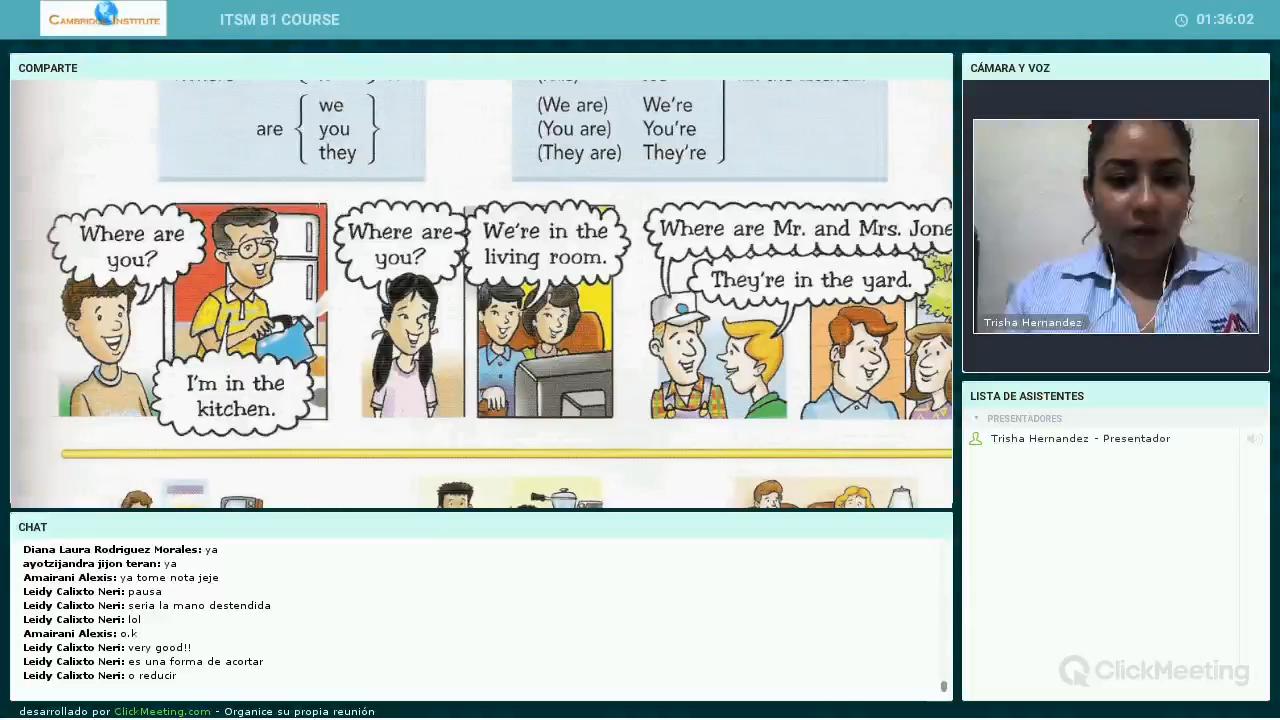 CAMBRIDGE INSTITUTE
ITSM B1 COURSE
01:36:02
COMPARTE
we
are
you
they
(We are) We're
(You are) You're
(They are) They're
Where are
you?
I'm in the
kitchen.
Where are
you?
We're in the
living room.
Where are Mr. and Mrs. Jone
They're in the yard.
CÁMARA Y VOZ
Trisha Hernandez
LISTA DE ASISTENTES
PRESENTADORES
Trisha Hernandez - Presentador
CHAT
Diana Laura Rodriguez Morales: ya
ayotzijandra jijon teran: ya
Amairani Alexis: ya tome nota jeje
Leidy Calixto Neri: pausa
Leidy Calixto Neri: seria la mano destendida
Leidy Calixto Neri: lol
Amairani Alexis: o.k
Leidy Calixto Neri: very good!!
Leidy Calixto Neri: es una forma de acortar
Leidy Calixto Neri: o reducir
ClickMeeting
desarrollado por ClickMeeting.com - Organice su propia reunión